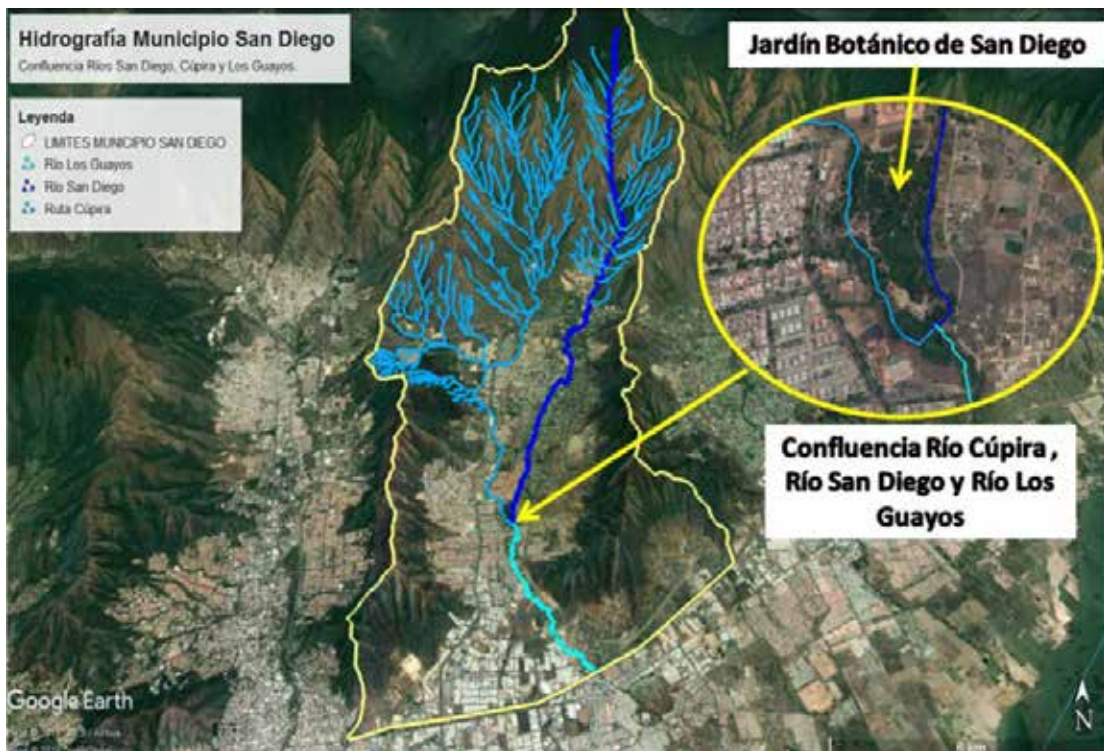 Hidrografía Municipio San Diego
Confluencia Ríos San Diego, Cúpira y Los Guayos.
Leyenda
LIMITES MUNICIPIO SAN DIEGO
Río Los Guayos
Río San Diego
Ruta Cúpira
Jardín Botánico de San Diego
Confluencia Río Cúpira ,
Río San Diego y Río Los
Guayos
Google Earth
N